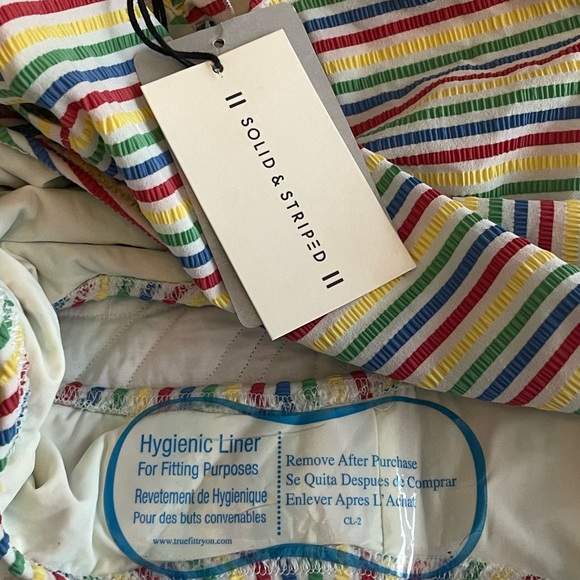 || SOLID & STRIPED ||
Hygienic Liner
For Fitting Purposes
Revetement de Hygienique
Pour des buts convenables
www.truefittryon.com
Remove After Purchase
Se Quita Despues de Comprar
Enlever Apres L'Achat
CL-2